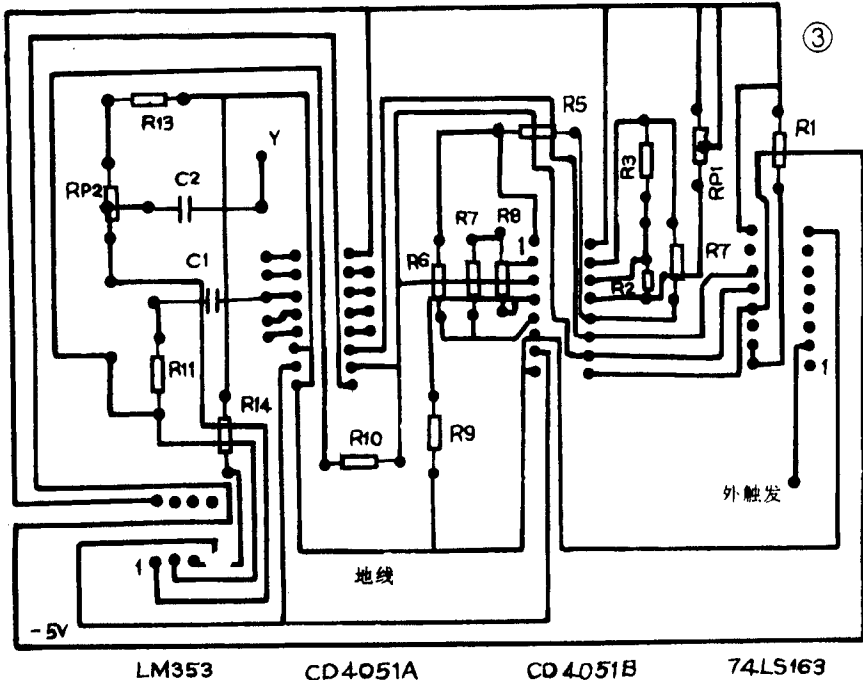 ③
R13
Y
R5
R3
RP1
R1
RP2
C2
R7
R8
1
R6
R2
R7
C1
R11
R14
R10
R9
1
外触发
1
地线
-5V
LM353
CD4051A
CD4051B
74LS163